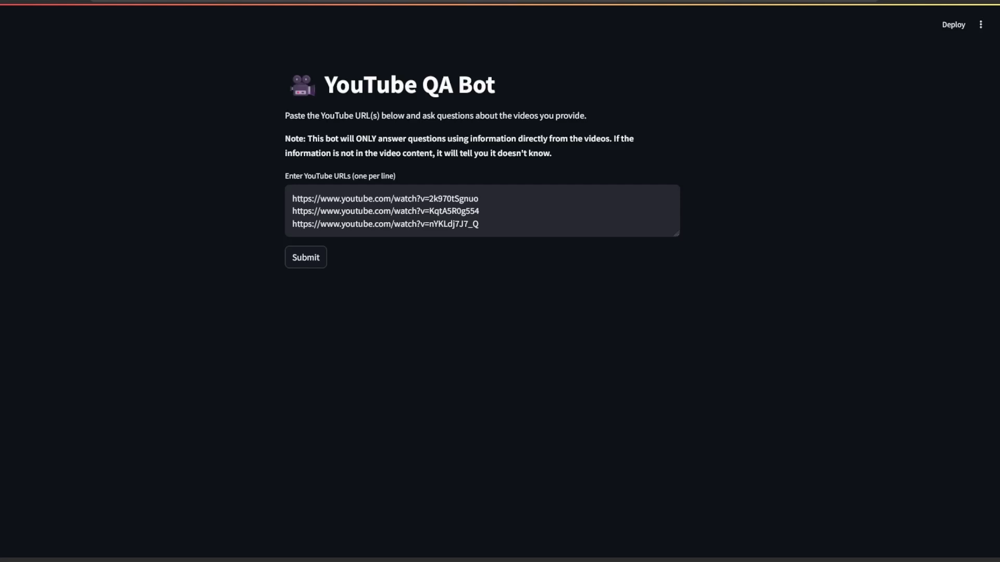 Deploy
YouTube QA Bot
Paste the YouTube URL(s) below and ask questions about the videos you provide.
Note: This bot will ONLY answer questions using information directly from the videos. If the
information is not in the video content, it will tell you it doesn't know.
Enter YouTube URLs (one per line)
https://www.youtube.com/watch?v=2k970tSgnuo
https://www.youtube.com/watch?v=KqtA5R0g554
https://www.youtube.com/watch?v=nYKLdj7J7_Q
Submit